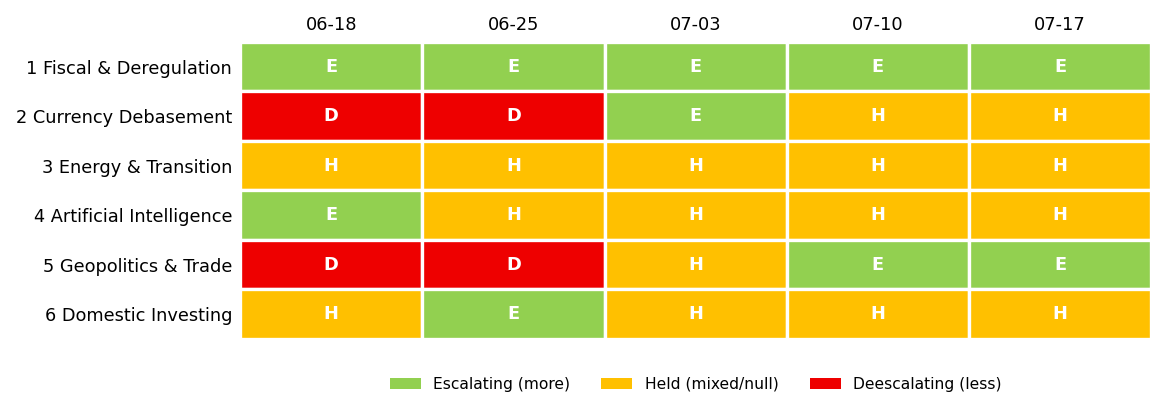 06-18 06-25 07-03 07-10 07-17
1 Fiscal & Deregulation E E E E E
2 Currency Debasement D D E H H
3 Energy & Transition H H H H H
4 Artificial Intelligence E H H H H
5 Geopolitics & Trade D D H E E
6 Domestic Investing H E H H H
Escalating (more) Held (mixed/null) Deescalating (less)